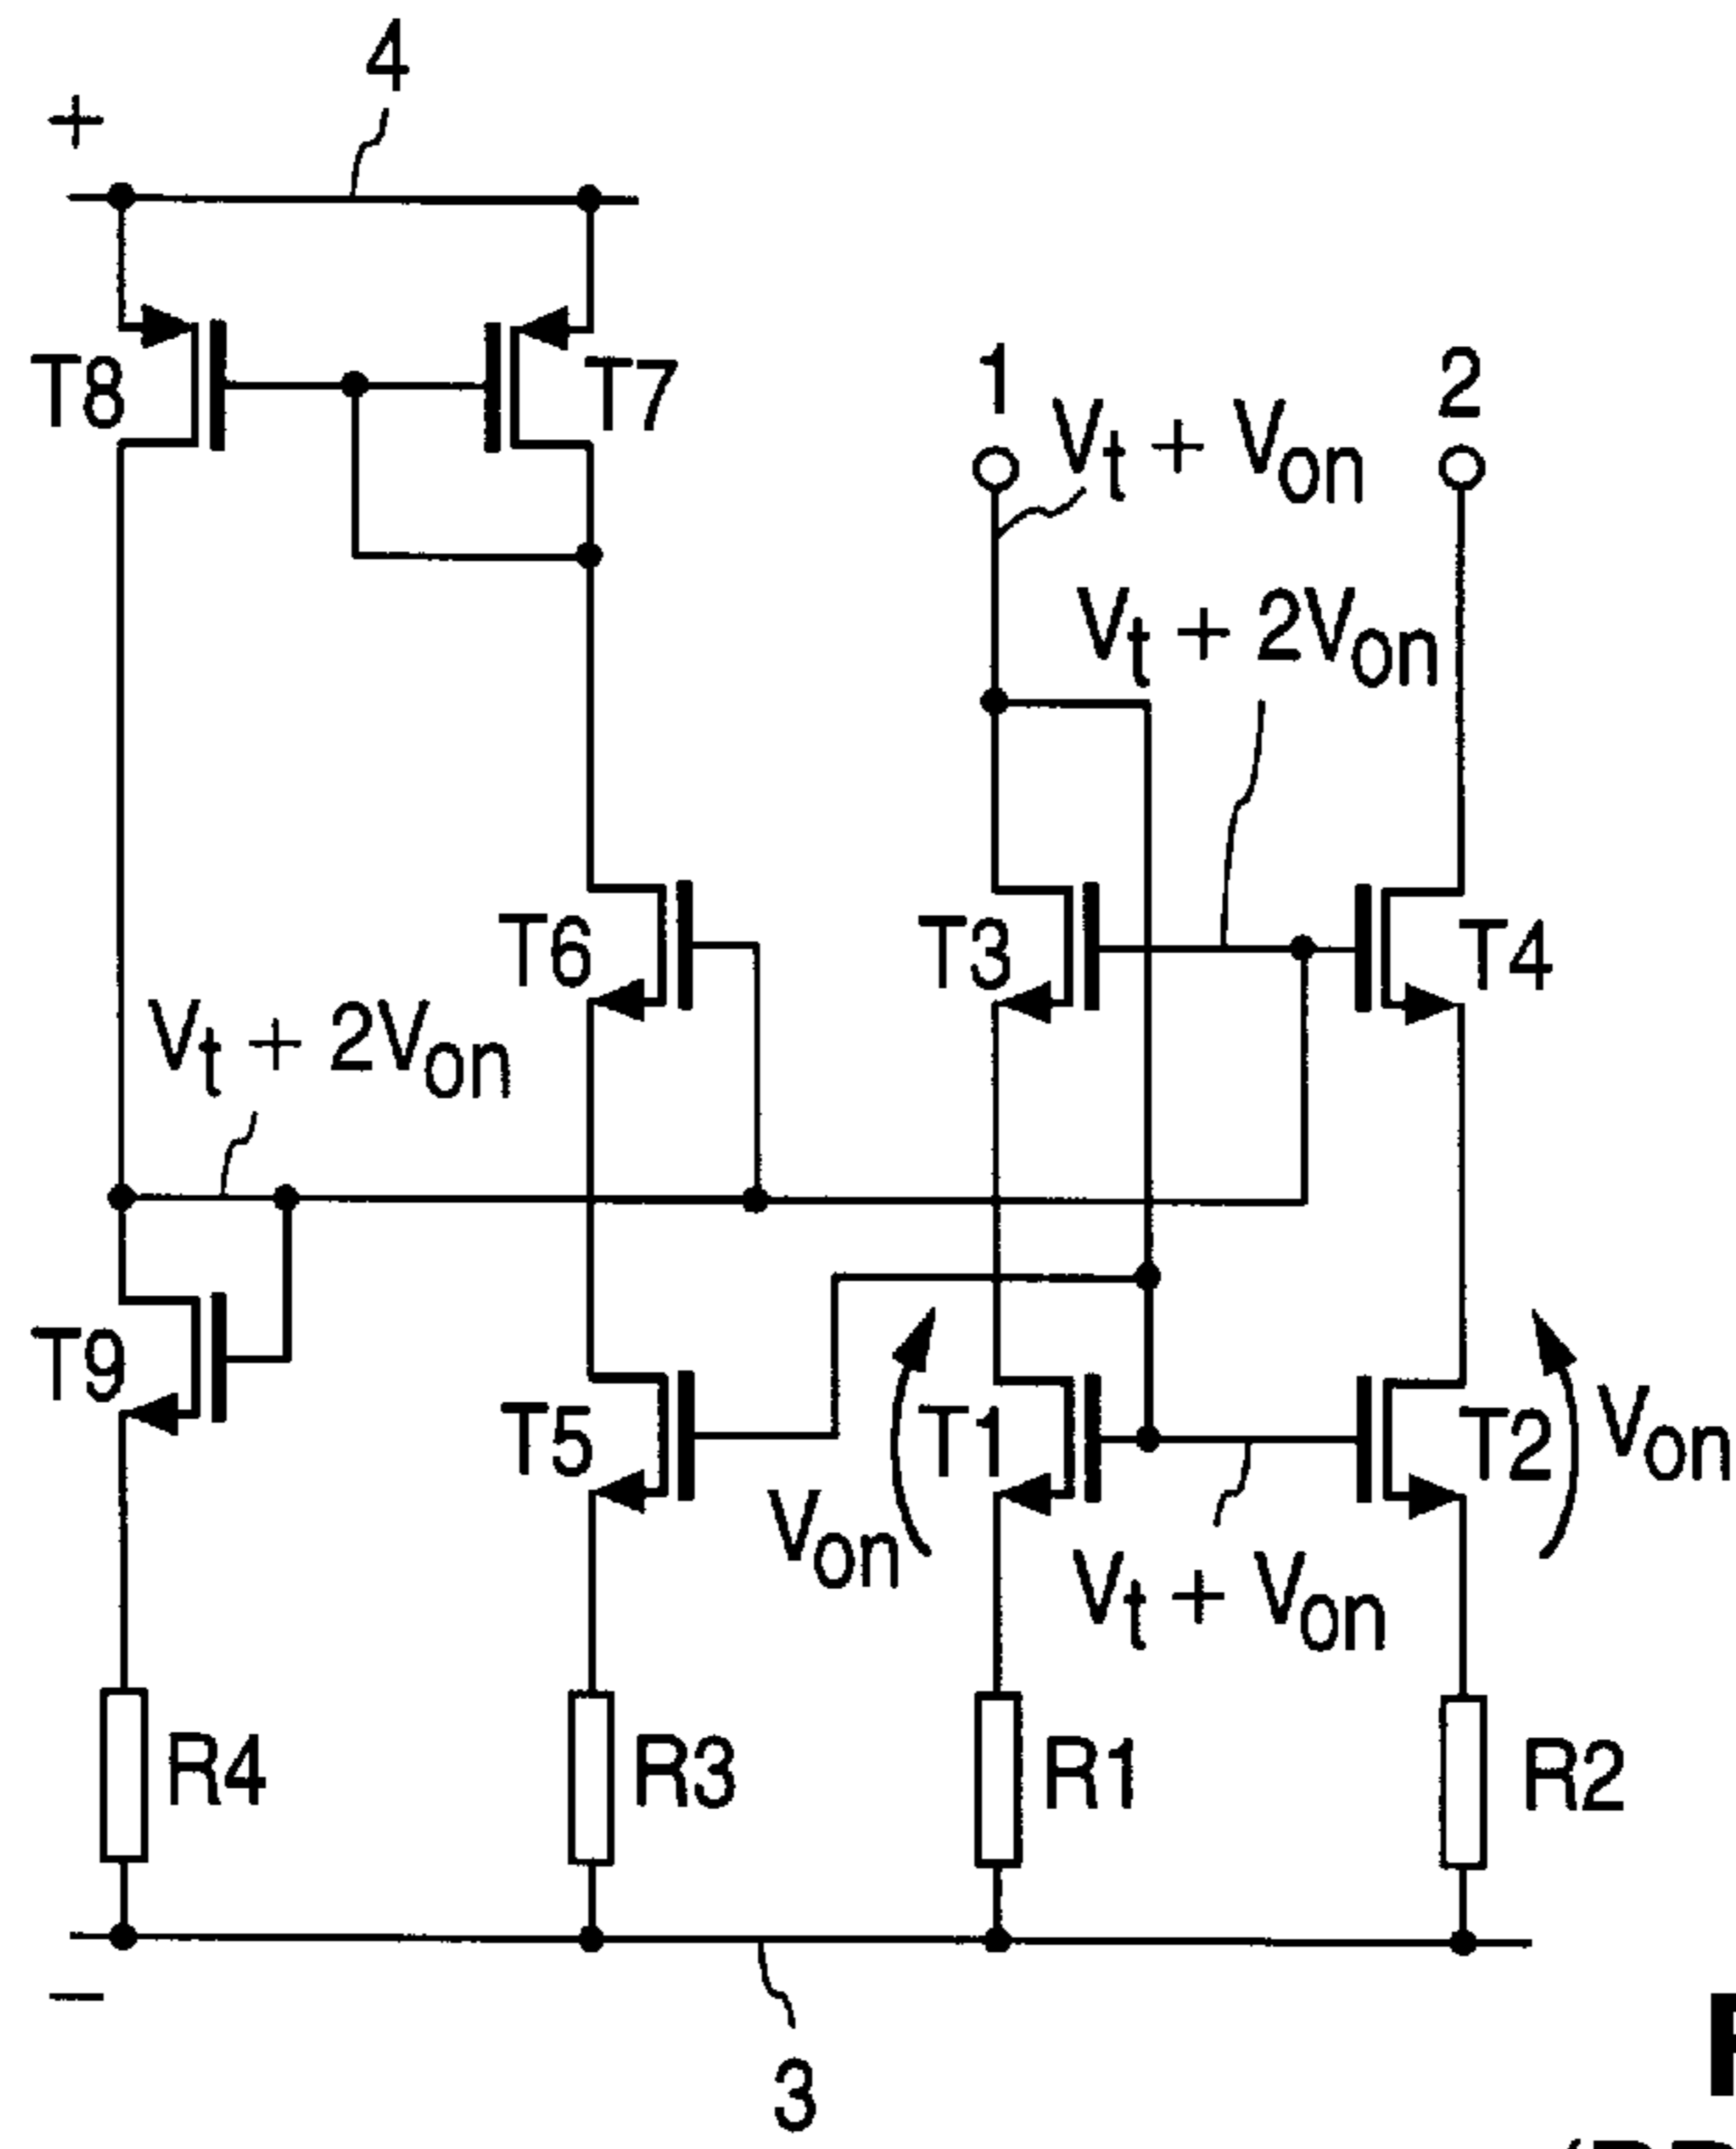 4
+
T8
T7
1
2
Vt + Von
Vt + 2Von
T6
T3
T4
Vt + 2Von
T9
T5
T1
T2
Von
Von
Vt + Von
R4
R3
R1
R2
–
3